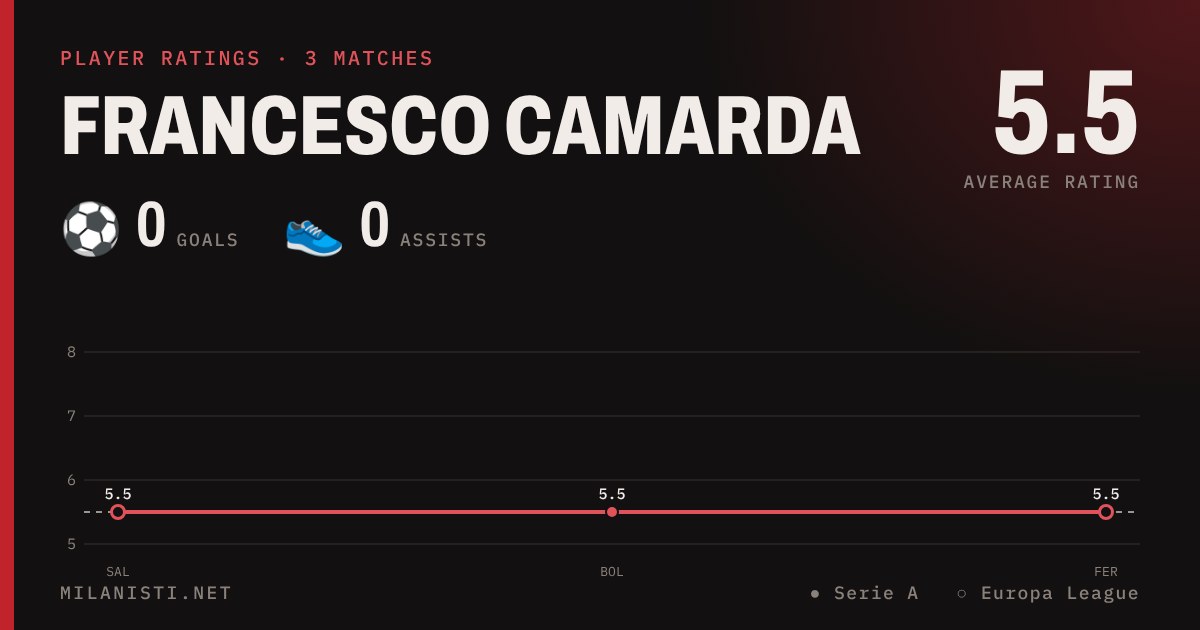 PLAYER RATINGS · 3 MATCHES
FRANCESCO CAMARDA
5.5
AVERAGE RATING
0 GOALS
0 ASSISTS
8
7
6
5.5
5.5
5.5
5
SAL
BOL
FER
MILANISTI.NET
Serie A
Europa League